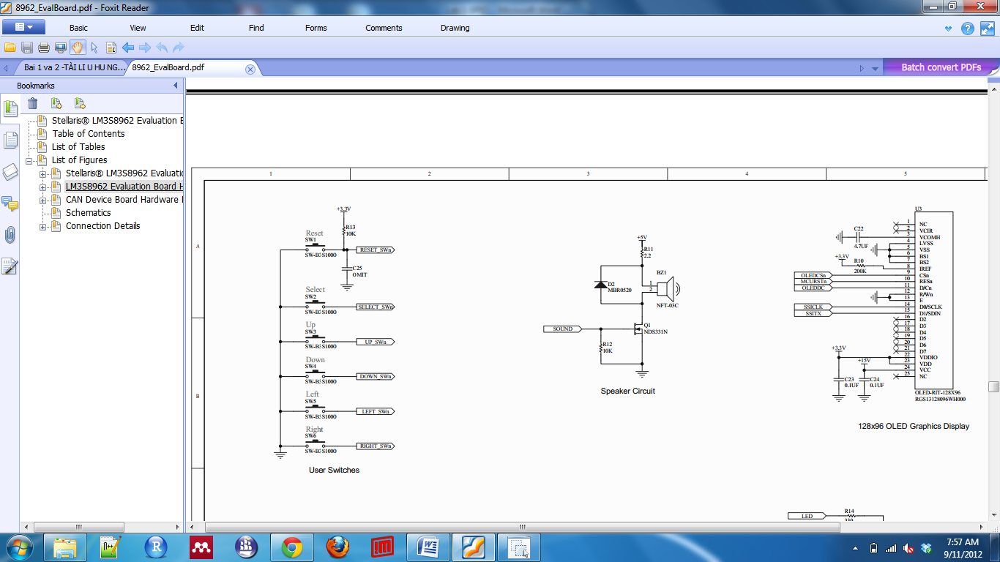 8962_EvalBoard.pdf - Foxit Reader
Basic View Edit Find Forms Comments Drawing
Bai 1 va 2 -TÀI LI U HU NG... 8962_EvalBoard.pdf Batch convert PDFs
Bookmarks
Stellaris® LM3S8962 Evaluation E
Table of Contents
List of Tables
List of Figures
Stellaris® LM3S8962 Evaluatic
LM3S8962 Evaluation Board H
CAN Device Board Hardware I
Schematics
Connection Details
1 2 3 4 5
A
B
+3.3V
R13
10K
Reset
SW1
SW-B3S1000
RESET_SWn
C25
OMIT
Select
SW2
SW-B3S1000
SELECT_SWn
Up
SW3
SW-B3S1000
UP_SWn
Down
SW4
SW-B3S1000
DOWN_SWn
Left
SW5
SW-B3S1000
LEFT_SWn
Right
SW6
SW-B3S1000
RIGHT_SWn
User Switches
+5V
R11
2.2
D2
MBR0520
BZ1
1
2
NFT-03C
SOUND
Q1
NDS331N
R12
10K
Speaker Circuit
U3
C22
4.7UF
+3.3V
R10
200K
OLEDCSn
MCURSTn
OLEDDC
SSICLK
SSITX
+3.3V
+15V
C23
0.1UF
C24
0.1UF
1 NC
2 VCIR
3 VCOMH
4 LVSS
5 VSS
6 BS1
7 BS2
8 IREF
9 CSn
10 RESn
11 D/Cn
12 R/Wn
13 E
14 D0/SCLK
15 D1/SDIN
16 D2
17 D3
18 D4
19 D5
20 D6
21 D7
22 VDDIO
23 VDD
24 VCC
25 NC
OLED-RIT-128X96
RGS13128096WH000
128x96 OLED Graphics Display
LED
R14
330
7:57 AM
9/11/2012